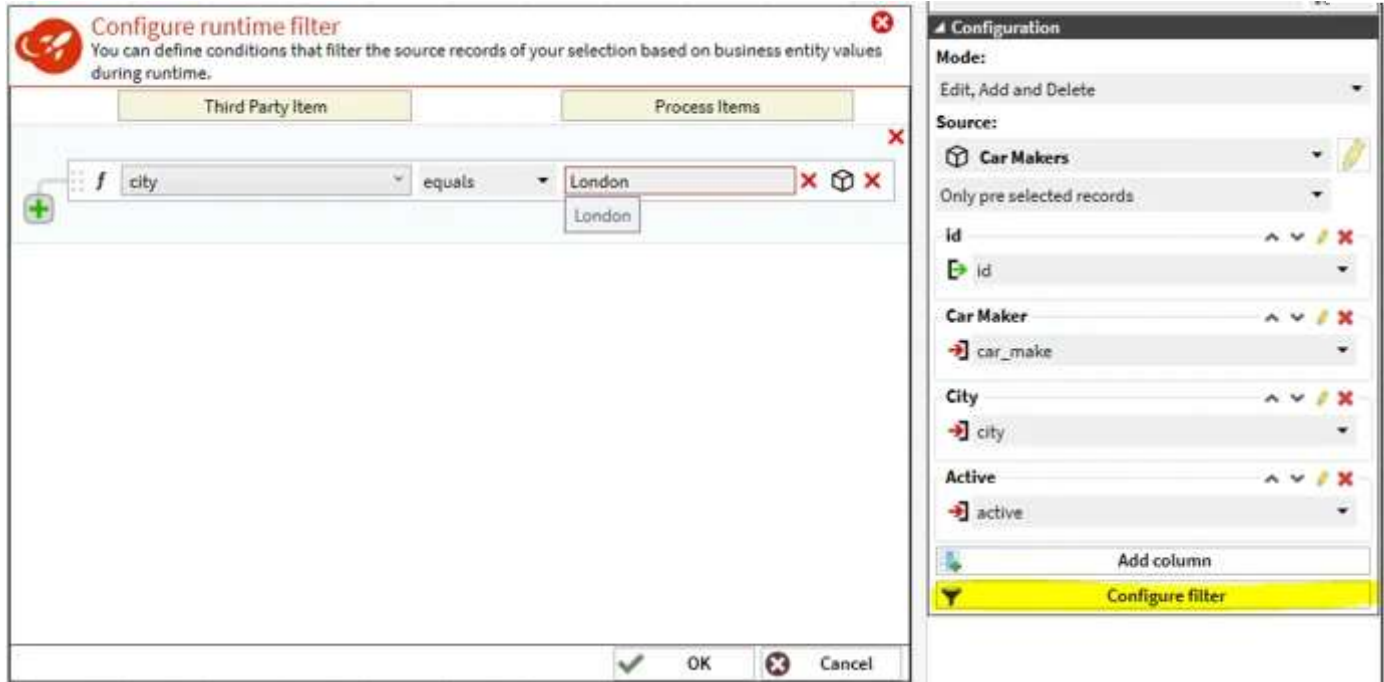 Configure runtime filter
You can define conditions that filter the source records of your selection based on business entity values
during runtime.
Third Party Item
Process Items
f city equals London
London
OK
Cancel
Configuration
Mode:
Edit, Add and Delete
Source:
Car Makers
Only pre selected records
id
id
Car Maker
car_make
City
city
Active
active
Add column
Configure filter